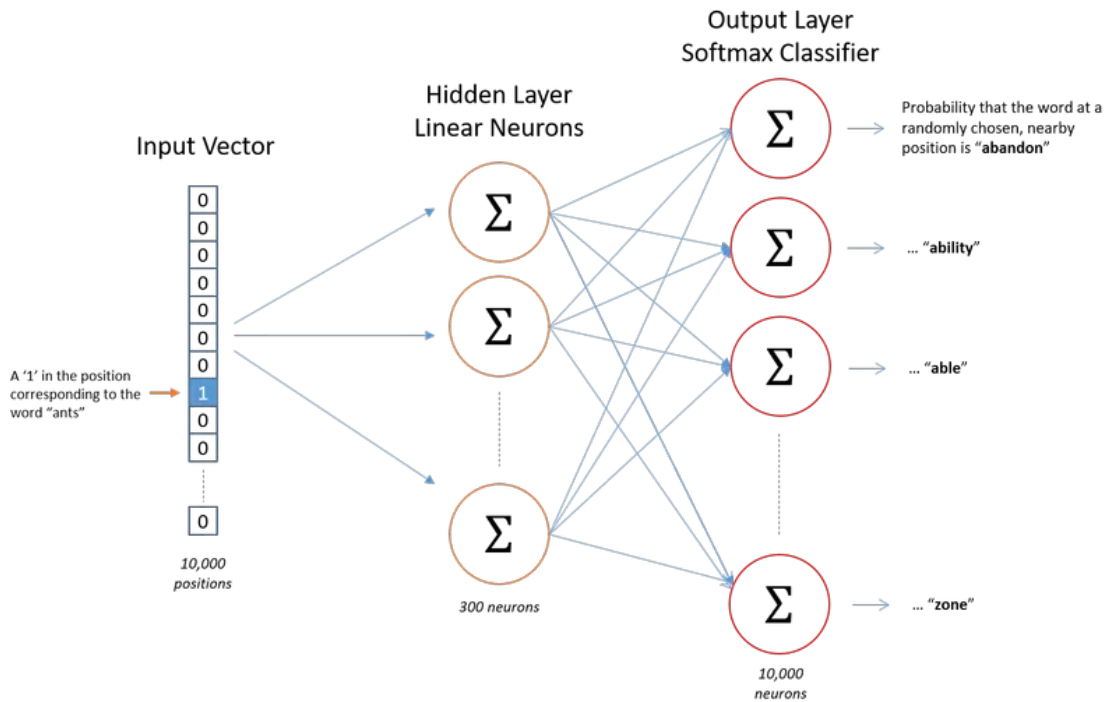 Output Layer
Softmax Classifier
Hidden Layer
Linear Neurons
Input Vector
Probability that the word at a
randomly chosen, nearby
position is “abandon”
... “ability”
... “able”
... “zone”
A ‘1’ in the position
corresponding to the
word “ants”
0
0
0
0
0
0
0
1
0
0
0
10,000
positions
Σ
Σ
Σ
300 neurons
Σ
Σ
Σ
Σ
10,000
neurons